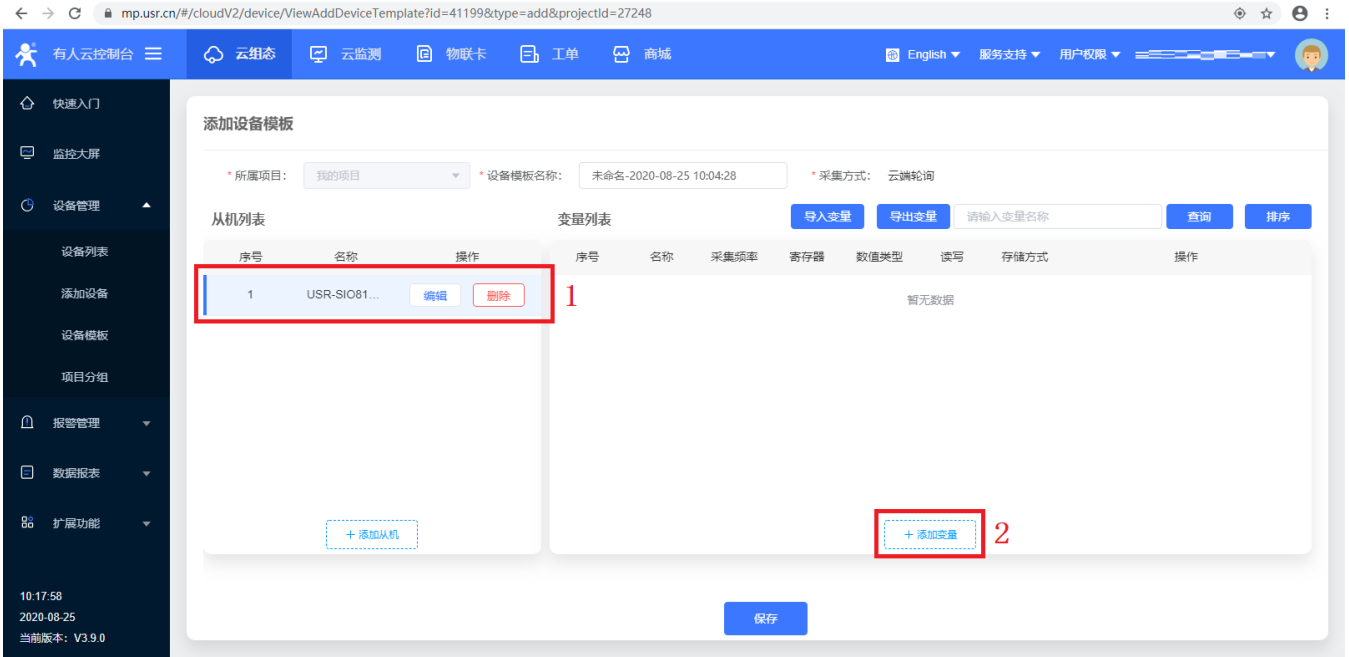 mp.usr.cn/#/cloudV2/device/ViewAddDeviceTemplate?id=41199&type=add&projectId=27248
有人云控制台 云组态 云监测 物联卡 工单 商城 English 服务支持 用户权限
快速入门
监控大屏
设备管理
设备列表
添加设备
设备模板
项目分组
报警管理
数据报表
扩展功能
10:17:58
2020-08-25
当前版本：V3.9.0
添加设备模板
*所属项目： 我的项目 *设备模板名称： 未命名-2020-08-25 10:04:28 *采集方式： 云端轮询
从机列表
序号 名称 操作
1 USR-SIO81... 编辑 删除 1
+ 添加从机
变量列表 导入变量 导出变量 请输入变量名称 查询 排序
序号 名称 采集频率 寄存器 数值类型 读写 存储方式 操作
暂无数据
+ 添加变量 2
保存